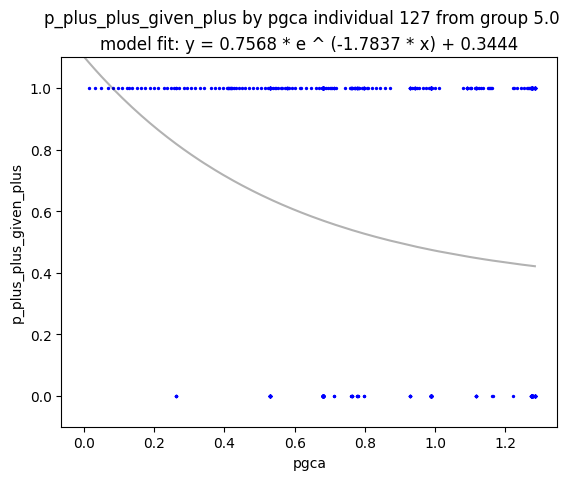 p_plus_plus_given_plus by pgca individual 127 from group 5.0
model fit: y = 0.7568 * e ^ (-1.7837 * x) + 0.3444
1.0
0.8
0.6
0.4
0.2
0.0
p_plus_plus_given_plus
0.0 0.2 0.4 0.6 0.8 1.0 1.2
pgca